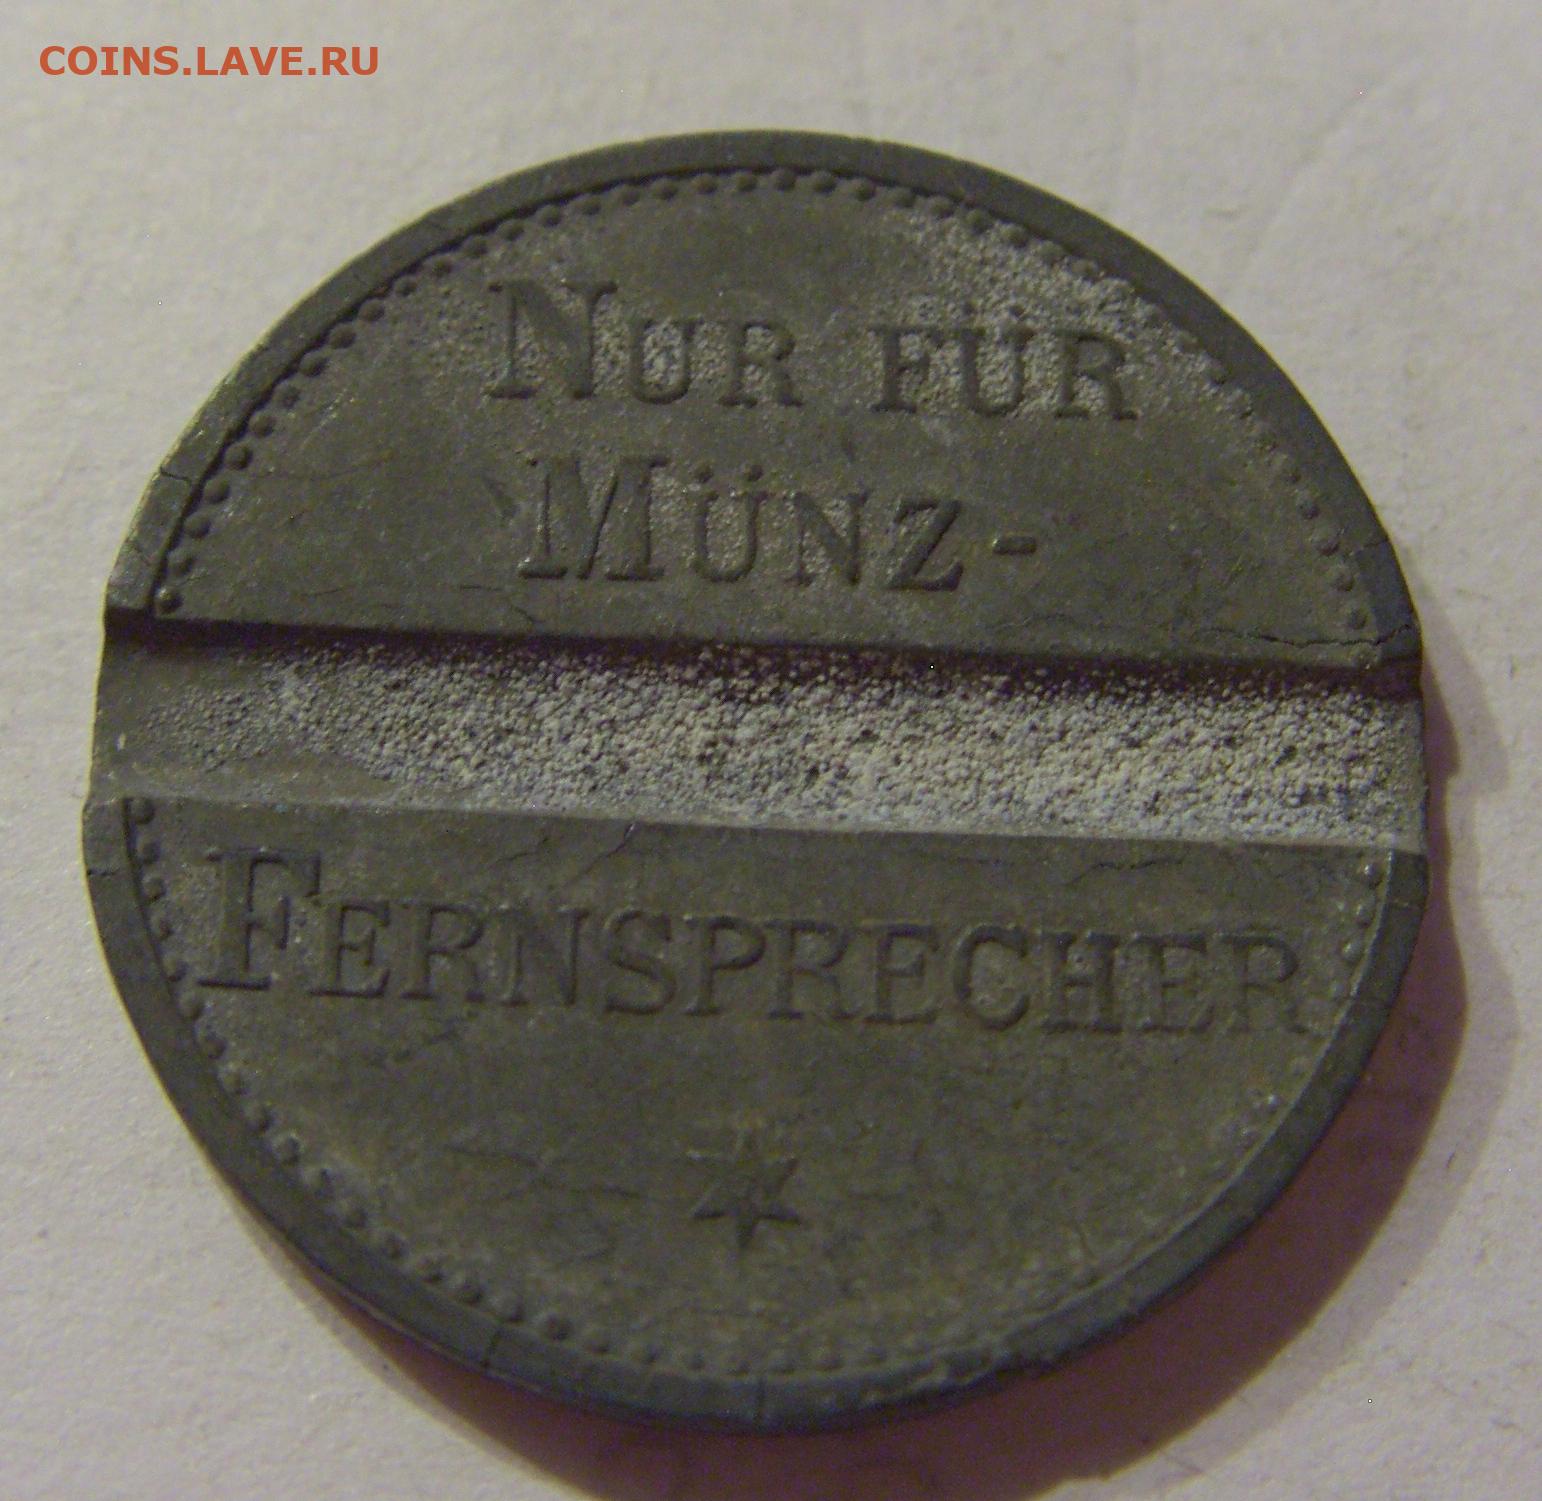 COINS.LAVE.RU
NUR FÜR
MÜNZ-
FERNSPRECHER